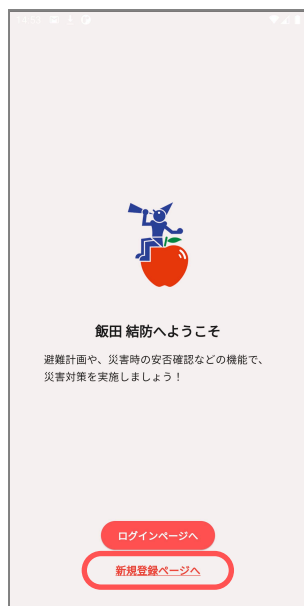 14:53
飯田 結防へようこそ
避難計画や、災害時の安否確認などの機能で、
災害対策を実施しましょう！
ログインページへ
新規登録ページへ